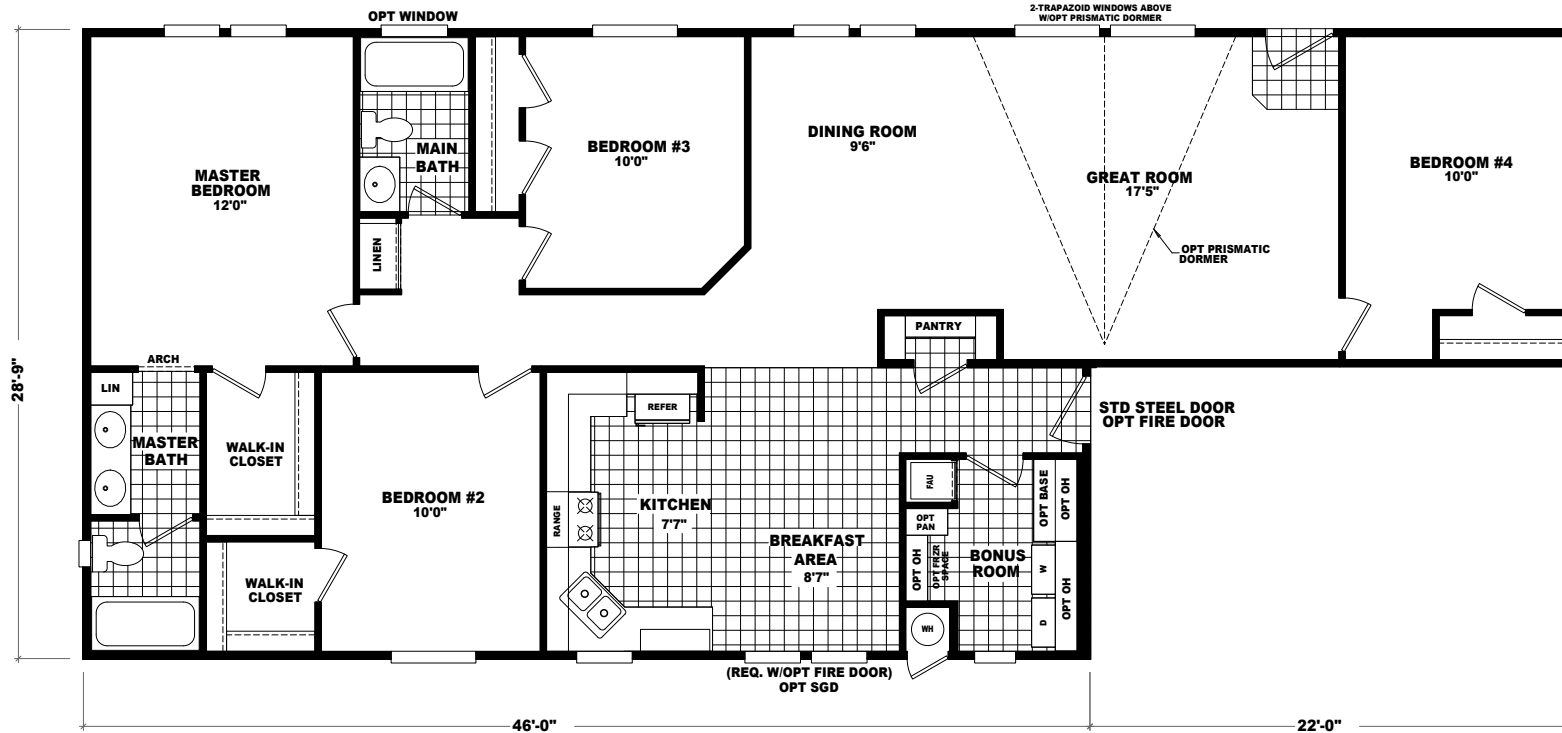 OPT WINDOW
2-TRAPAZOID WINDOWS ABOVE
W/OPT PRISMATIC DORMER
MASTER
BEDROOM
12'0"
MAIN
BATH
LINEN
BEDROOM #3
10'0"
DINING ROOM
9'6"
GREAT ROOM
17'5"
OPT PRISMATIC
DORMER
BEDROOM #4
10'0"
PANTRY
28'-9"
ARCH
LIN
MASTER
BATH
WALK-IN
CLOSET
WALK-IN
CLOSET
BEDROOM #2
10'0"
REFER
RANGE
KITCHEN
7'7"
BREAKFAST
AREA
8'7"
STD STEEL DOOR
OPT FIRE DOOR
FAU
OPT
PAN
OPT OH
OPT FRZR
SPACE
BONUS
ROOM
OPT BASE
OPT OH
W
D
OPT OH
WH
(REQ. W/OPT FIRE DOOR)
OPT SGD
46'-0"
22'-0"